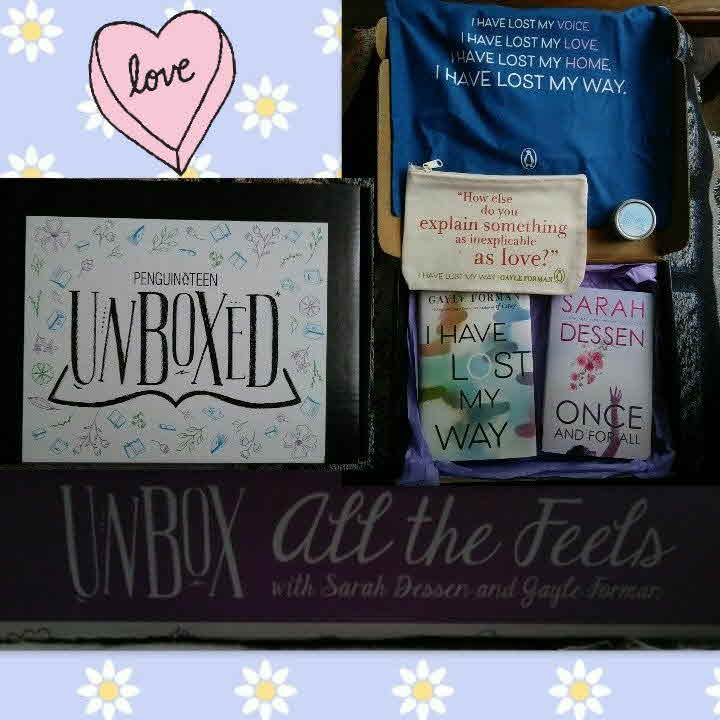 love
PENGUIN TEEN
UNBOXED
I HAVE LOST MY VOICE.
I HAVE LOST MY LOVE.
I HAVE LOST MY HOME.
I HAVE LOST MY WAY.
"How else
do you
explain something
as inexplicable
as love?"
I HAVE LOST MY WAY GAYLE FORMAN
GAYLE FORMAN
I HAVE
LOST
MY
WAY
SARAH
DESSEN
ONCE
AND FOR ALL
UNBOX All the Feels
with Sarah Dessen and Gayle Forman